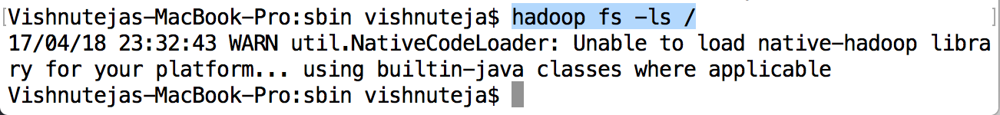 [Vishnutejas-MacBook-Pro:sbin vishnuteja$ hadoop fs -ls / ]
17/04/18 23:32:43 WARN util.NativeCodeLoader: Unable to load native-hadoop libra
ry for your platform... using builtin-java classes where applicable
Vishnutejas-MacBook-Pro:sbin vishnuteja$